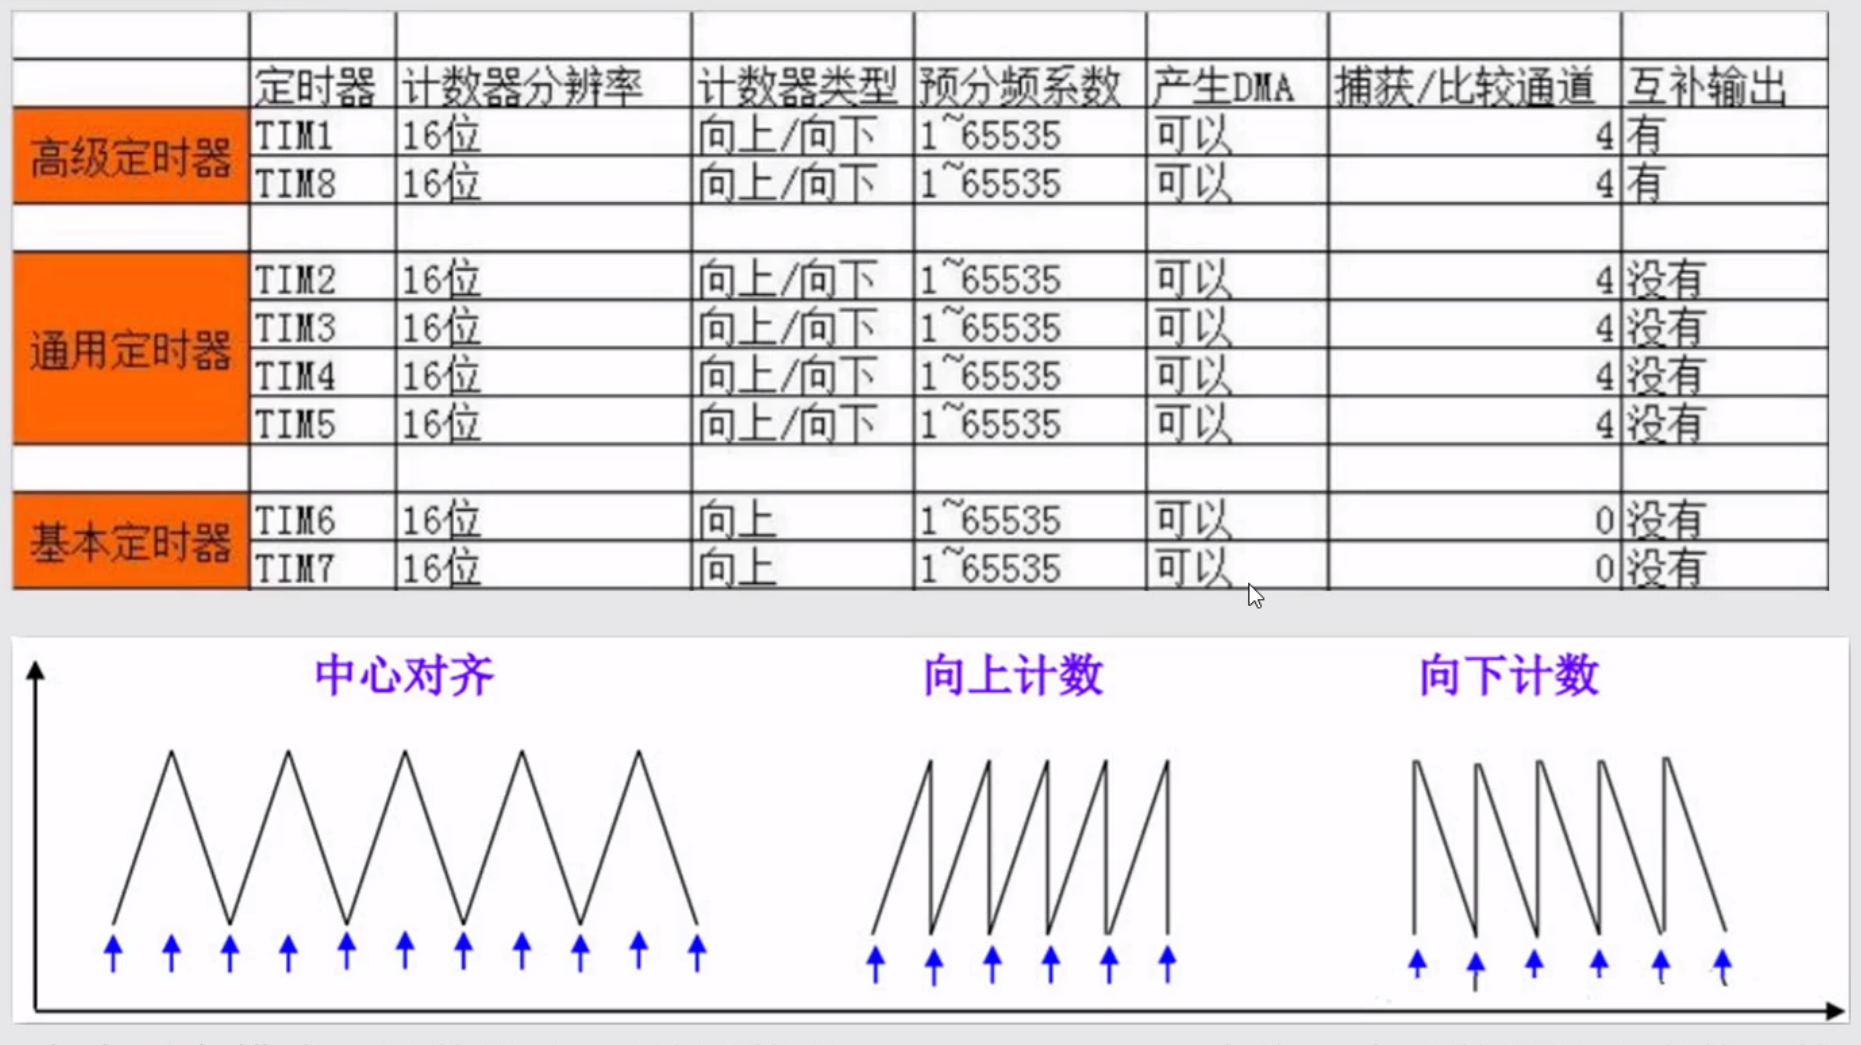 定时器 计数器分辨率 计数器类型 预分频系数 产生DMA 捕获/比较通道 互补输出
高级定时器
TIM1 16位 向上/向下 1~65535 可以 4 有
TIM8 16位 向上/向下 1~65535 可以 4 有
通用定时器
TIM2 16位 向上/向下 1~65535 可以 4 没有
TIM3 16位 向上/向下 1~65535 可以 4 没有
TIM4 16位 向上/向下 1~65535 可以 4 没有
TIM5 16位 向上/向下 1~65535 可以 4 没有
基本定时器
TIM6 16位 向上 1~65535 可以 0 没有
TIM7 16位 向上 1~65535 可以 0 没有
中心对齐 向上计数 向下计数